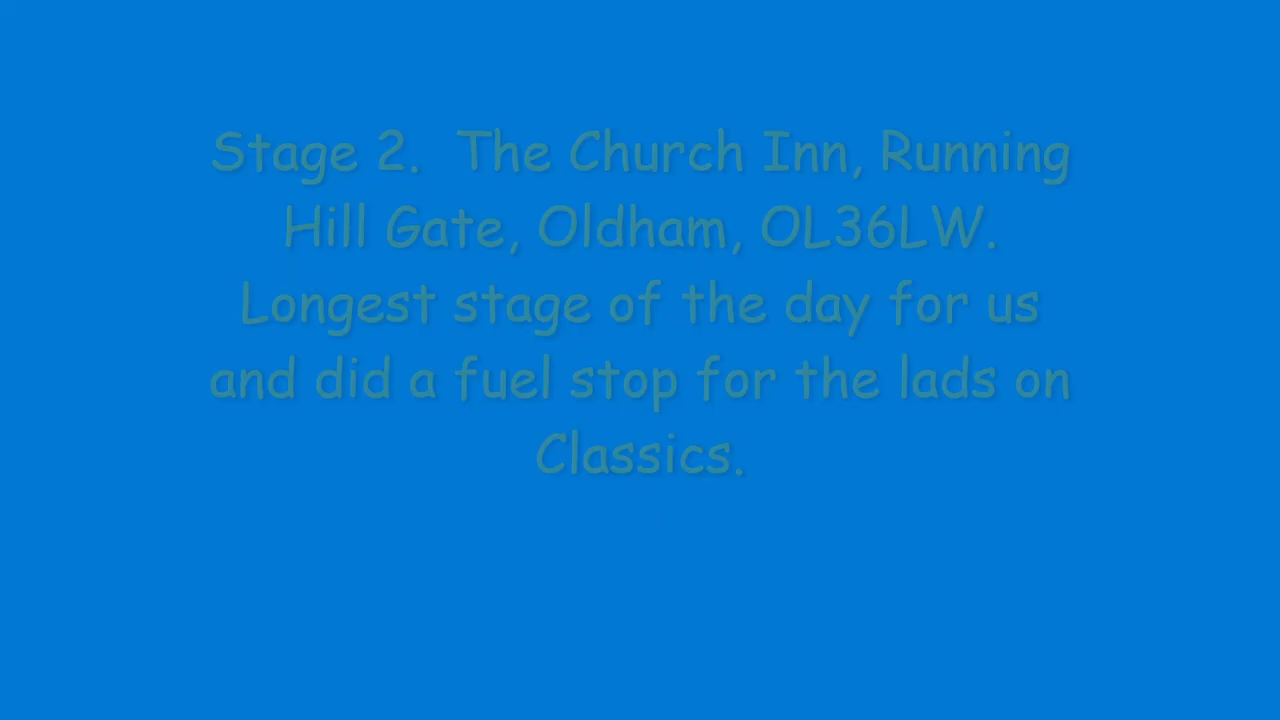 Stage 2.  The Church Inn, Running
Hill Gate, Oldham, OL36LW.
Longest stage of the day for us
and did a fuel stop for the lads on
Classics.